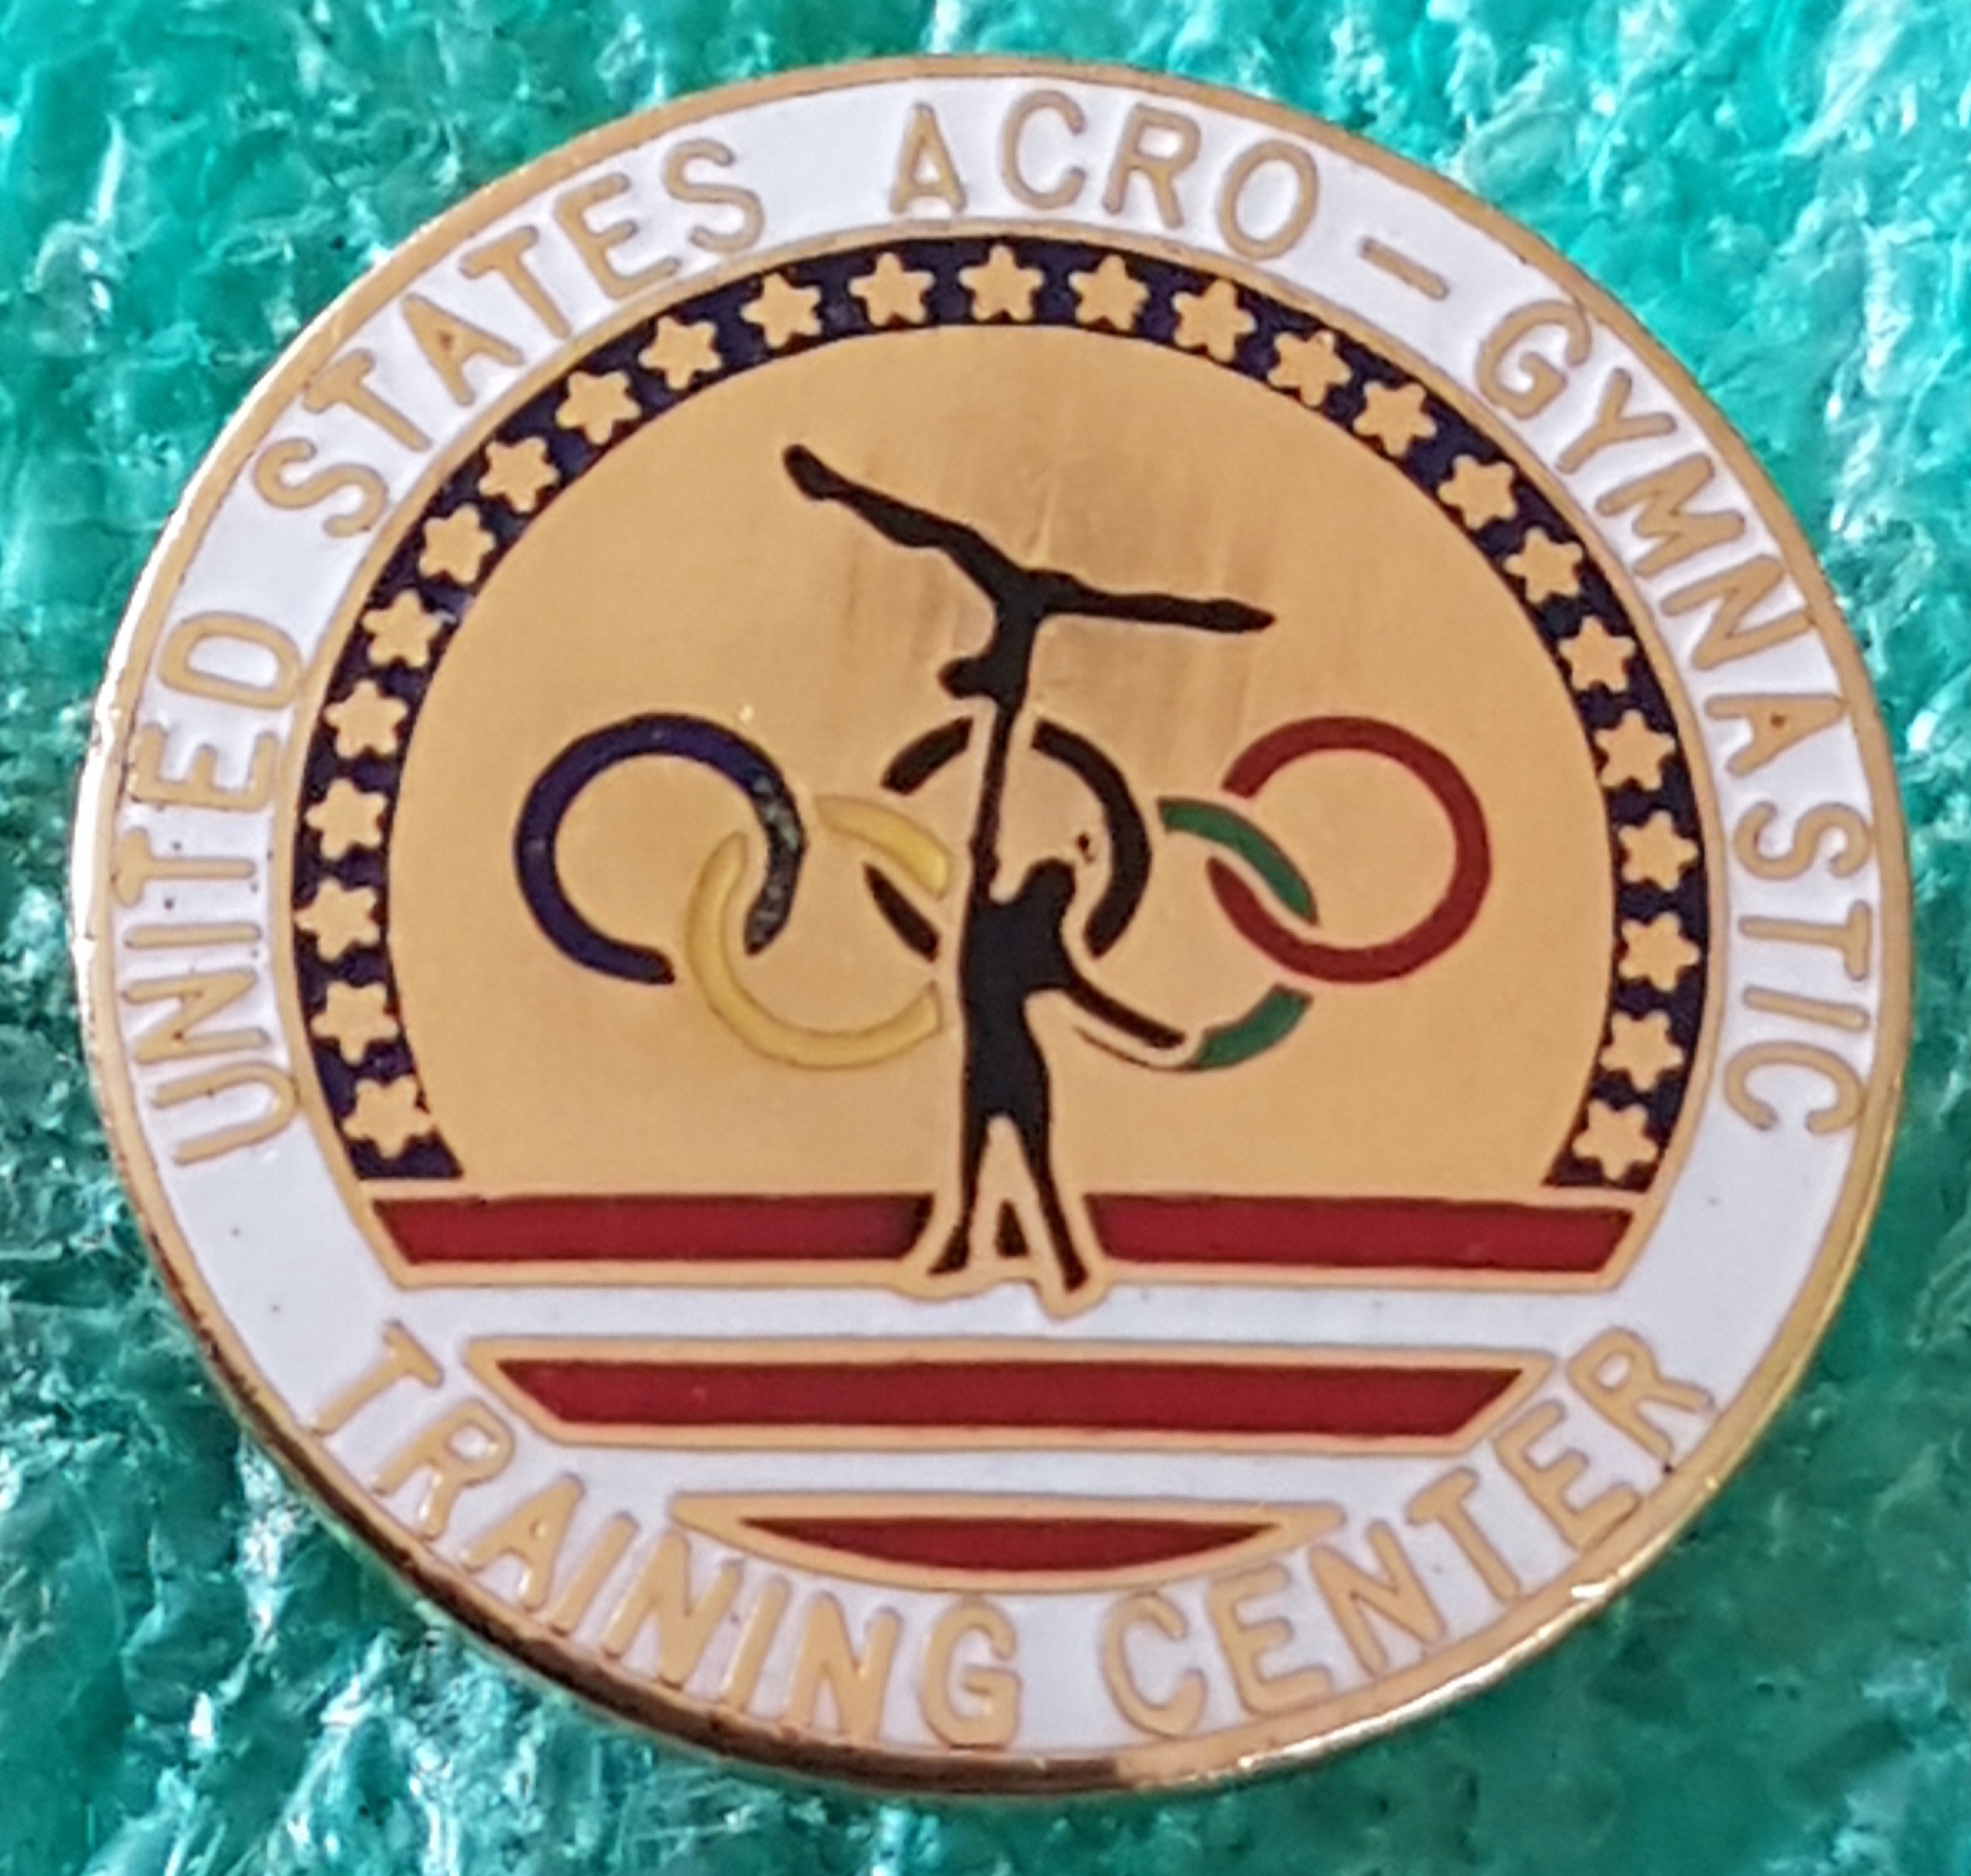 UNITED STATES ACRO-GYMNASTIC
TRAINING CENTER